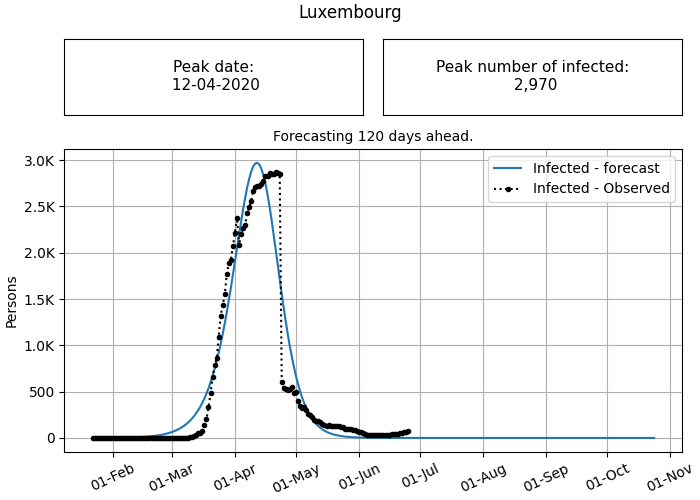 Luxembourg
Peak date:
12-04-2020
Peak number of infected:
2,970
Forecasting 120 days ahead.
Infected - forecast
Infected - Observed
3.0K
2.5K
2.0K
1.5K
1.0K
500
0
Persons
01-Feb
01-Mar
01-Apr
01-May
01-Jun
01-Jul
01-Aug
01-Sep
01-Oct
01-Nov